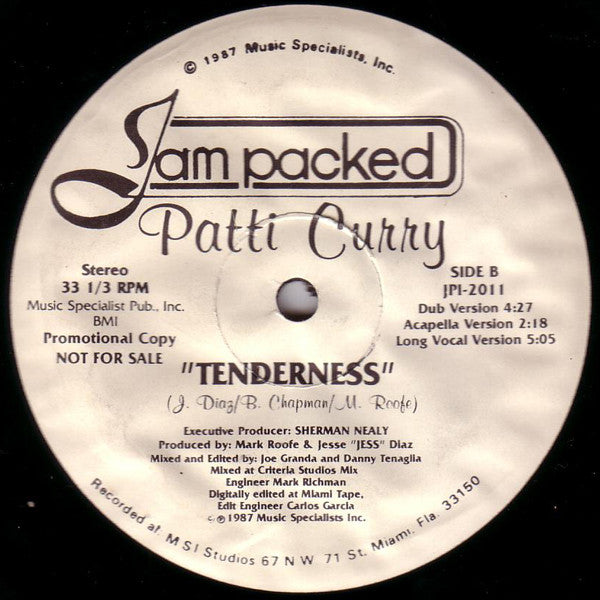 © 1987 Music Specialists, Inc.
Jam packed
Patti Curry
Stereo
33 1/3 RPM
Music Specialist Pub., Inc.
BMI
Promotional Copy
NOT FOR SALE
SIDE B
JPI-2011
Dub Version 4:27
Acapella Version 2:18
Long Vocal Version 5:05
"TENDERNESS"
(J. Diaz/B. Chapman/M. Roofe)
Executive Producer: SHERMAN NEALY
Produced by: Mark Roofe & Jesse "JESS" Diaz
Mixed and Edited by: Joe Granda and Danny Tenaglia
Mixed at Criteria Studios Mix
Engineer Mark Richman
Digitally edited at Miami Tape,
Edit Engineer Carlos Garcia
© ℗ 1987 Music Specialists Inc.
Recorded at. M S I Studios 67 N W 71 St. Miami, Fla. 33150